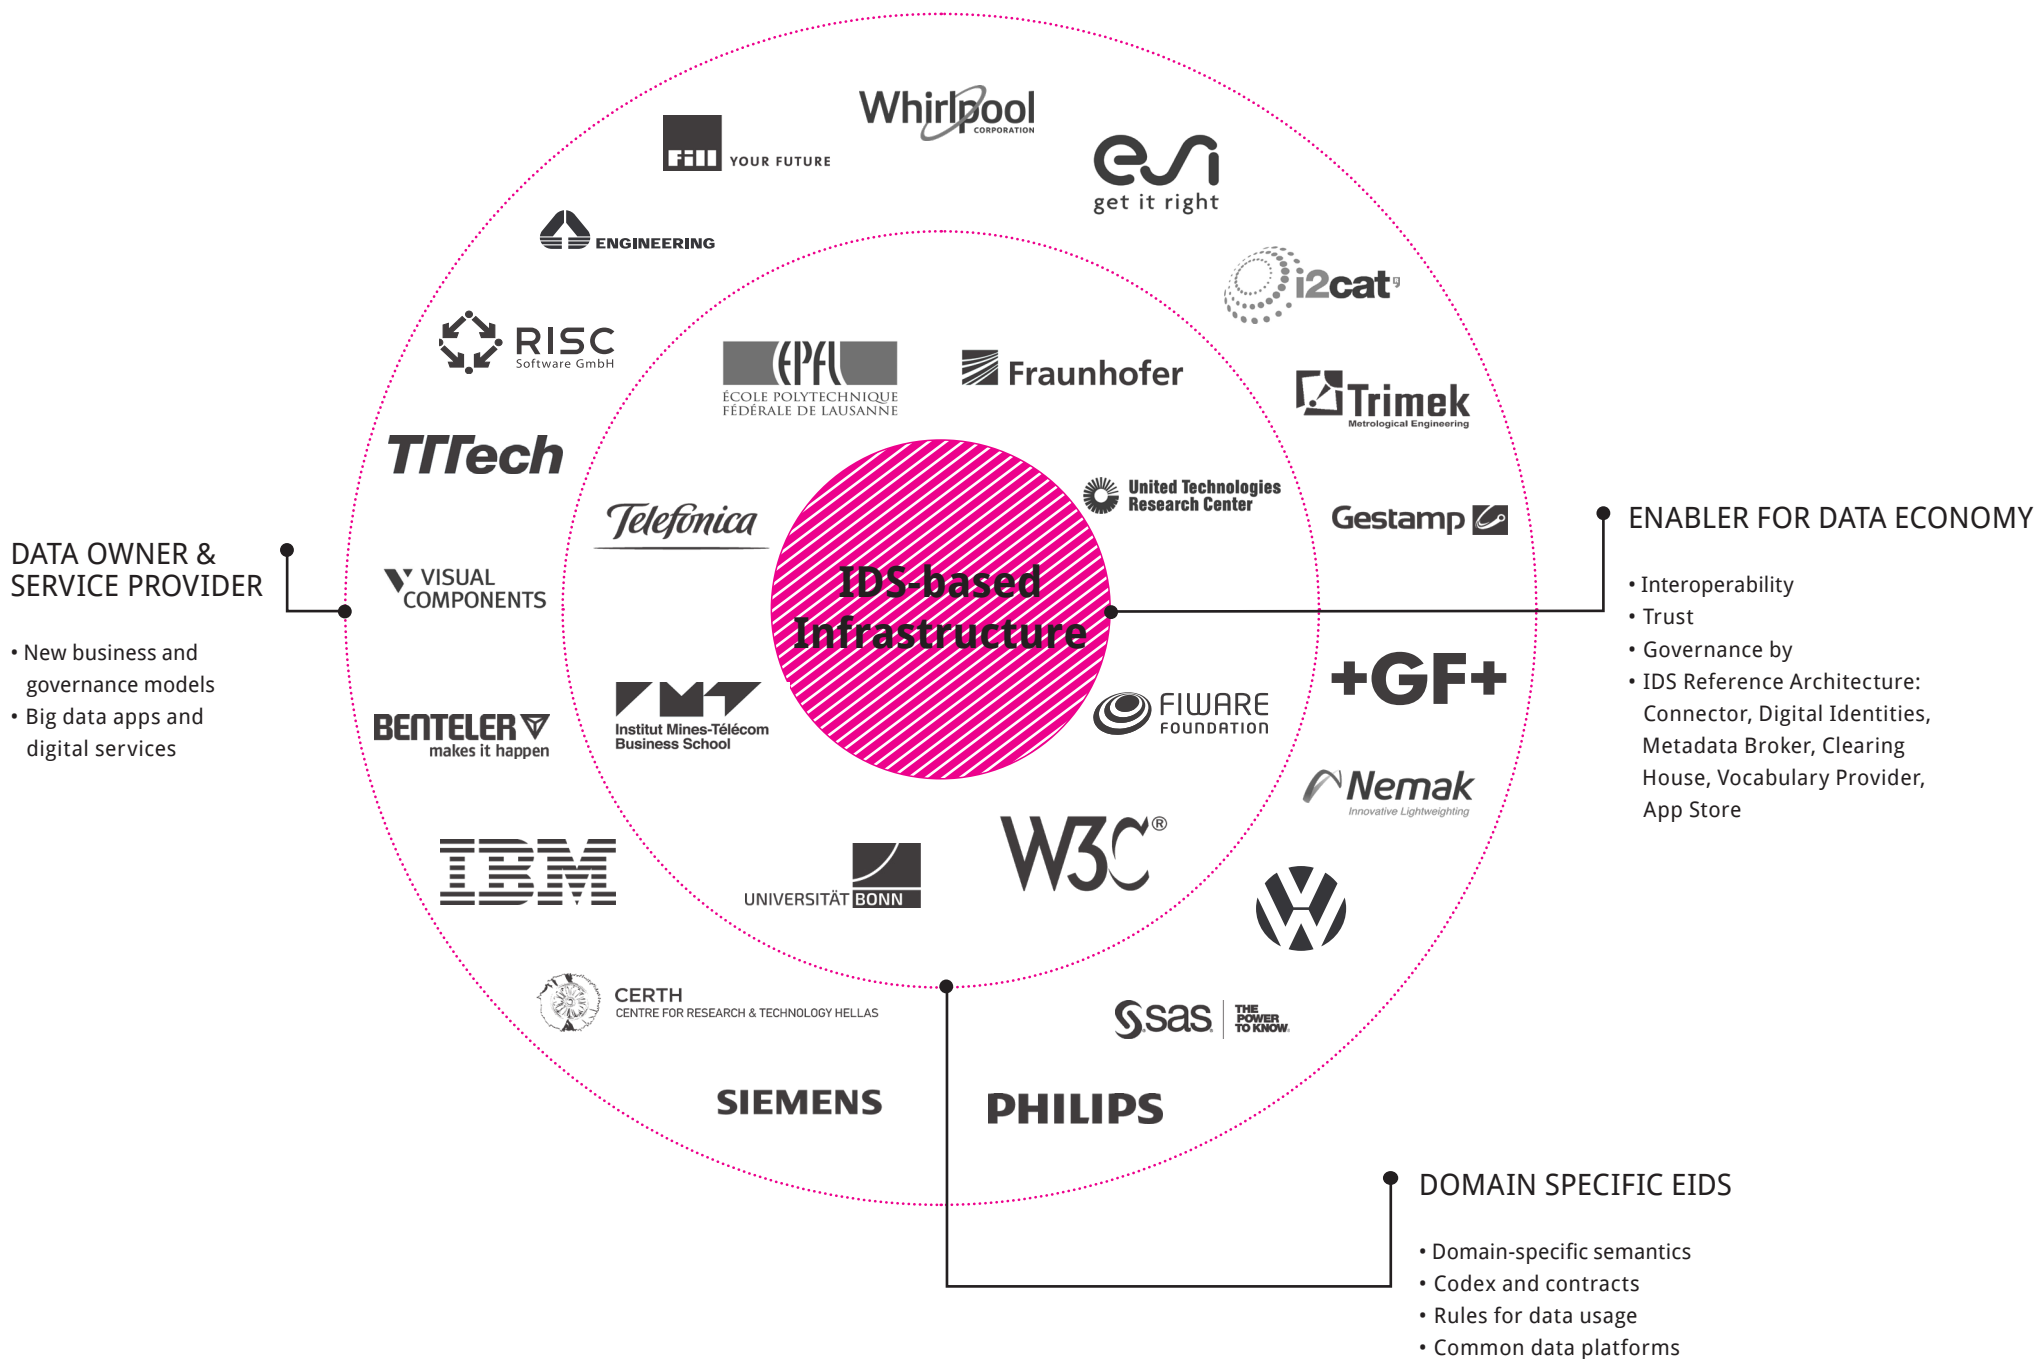 Whirlpool
CORPORATION
Fill
YOUR FUTURE
esi
get it right
ENGINEERING
i2cat
RISC
Software GmbH
EPFL
ÉCOLE POLYTECHNIQUE
FÉDÉRALE DE LAUSANNE
Fraunhofer
Trimek
Metrological Engineering
TTTech
Telefónica
United Technologies
Research Center
Gestamp
ENABLER FOR DATA ECONOMY
• Interoperability
• Trust
• Governance by
• IDS Reference Architecture:
Connector, Digital Identities,
Metadata Broker, Clearing
House, Vocabulary Provider,
App Store
DATA OWNER &
SERVICE PROVIDER
• New business and
governance models
• Big data apps and
digital services
VISUAL
COMPONENTS
IDS-based
Infrastructure
+GF+
BENTELER
makes it happen
IMT
Institut Mines-Télécom
Business School
FIWARE
FOUNDATION
Nemak
Innovative Lightweighting
IBM
UNIVERSITÄT BONN
W3C®
VW
CERTH
CENTRE FOR RESEARCH & TECHNOLOGY HELLAS
sas
THE
POWER
TO KNOW.
SIEMENS
PHILIPS
DOMAIN SPECIFIC EIDS
• Domain-specific semantics
• Codex and contracts
• Rules for data usage
• Common data platforms